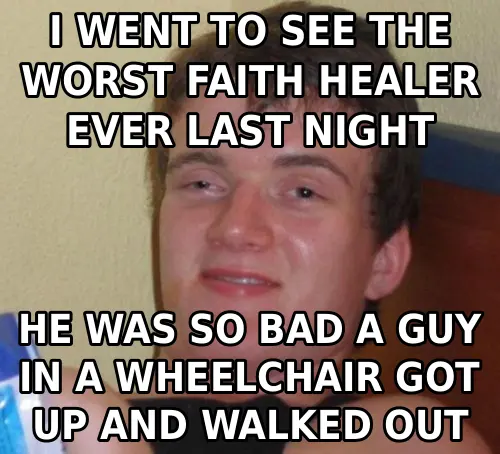 I WENT TO SEE THE
WORST FAITH HEALER
EVER LAST NIGHT
HE WAS SO BAD A GUY
IN A WHEELCHAIR GOT
UP AND WALKED OUT